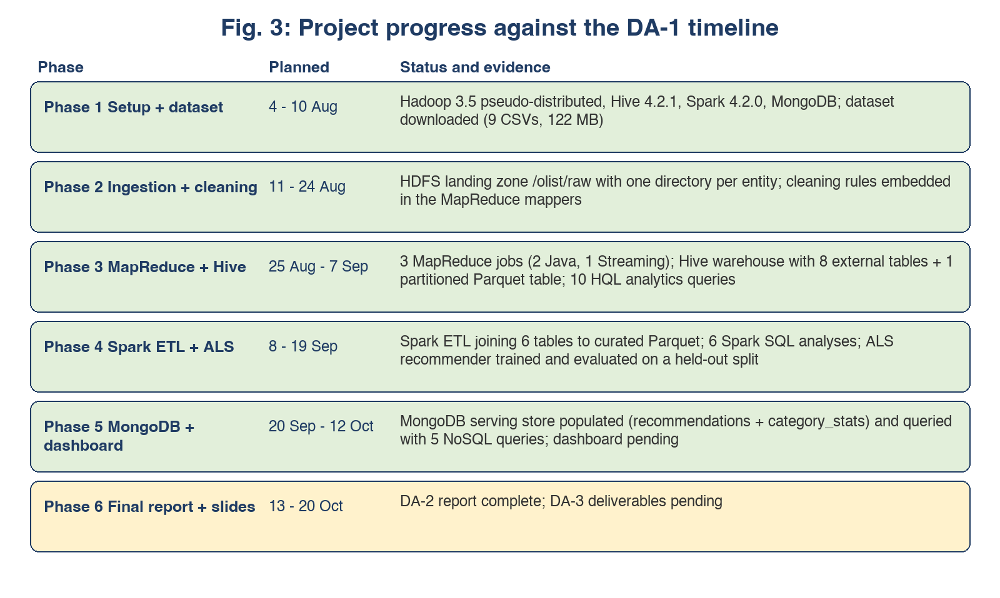 Fig. 3: Project progress against the DA-1 timeline
Phase Planned Status and evidence
Phase 1 Setup + dataset 4 - 10 Aug Hadoop 3.5 pseudo-distributed, Hive 4.2.1, Spark 4.2.0, MongoDB; dataset
downloaded (9 CSVs, 122 MB)
Phase 2 Ingestion + cleaning 11 - 24 Aug HDFS landing zone /olist/raw with one directory per entity; cleaning rules embedded
in the MapReduce mappers
Phase 3 MapReduce + Hive 25 Aug - 7 Sep 3 MapReduce jobs (2 Java, 1 Streaming); Hive warehouse with 8 external tables + 1
partitioned Parquet table; 10 HQL analytics queries
Phase 4 Spark ETL + ALS 8 - 19 Sep Spark ETL joining 6 tables to curated Parquet; 6 Spark SQL analyses; ALS
recommender trained and evaluated on a held-out split
Phase 5 MongoDB +
dashboard
20 Sep - 12 Oct
MongoDB serving store populated (recommendations + category_stats) and queried
with 5 NoSQL queries; dashboard pending
Phase 6 Final report + slides 13 - 20 Oct DA-2 report complete; DA-3 deliverables pending